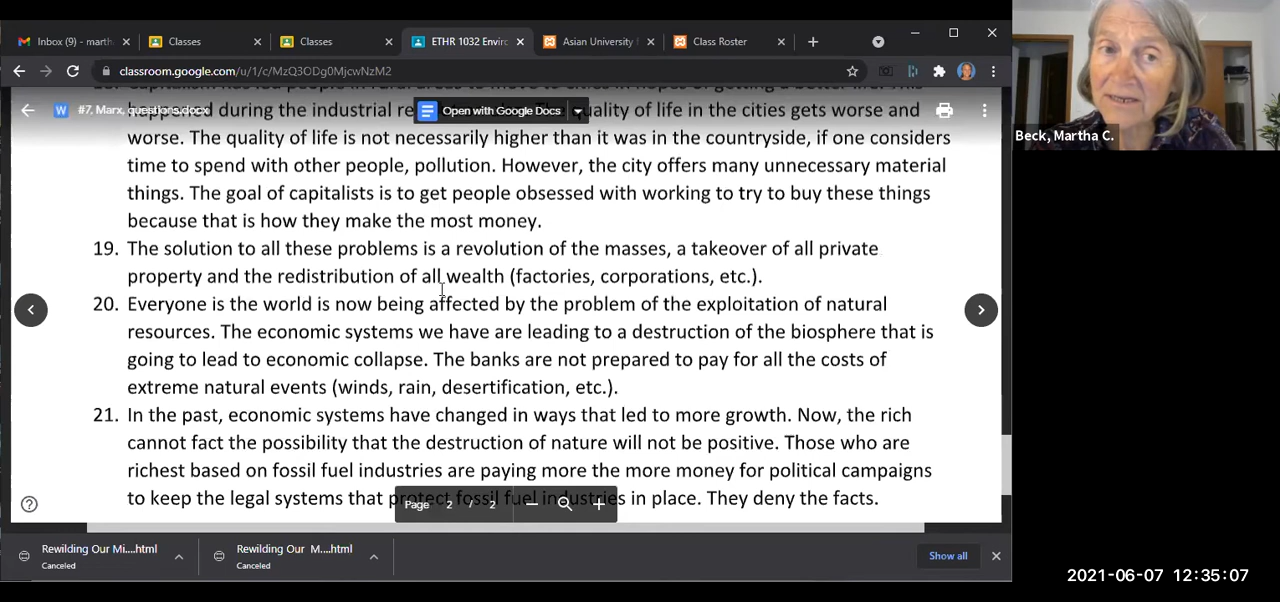 Inbox (9) - marth
Classes
Classes
ETHR 1032 Enviro
Asian University f
Class Roster
classroom.google.com/u/1/c/MzQ3ODg0MjcwNzM2
#7, Marx, questions.docx
Open with Google Docs
during the industrial
quality of life in the cities gets worse and
worse. The quality of life is not necessarily higher than it was in the countryside, if one considers
time to spend with other people, pollution. However, the city offers many unnecessary material
things. The goal of capitalists is to get people obsessed with working to try to buy these things
because that is how they make the most money.
19. The solution to all these problems is a revolution of the masses, a takeover of all private
property and the redistribution of all wealth (factories, corporations, etc.).
20. Everyone is the world is now being affected by the problem of the exploitation of natural
resources. The economic systems we have are leading to a destruction of the biosphere that is
going to lead to economic collapse. The banks are not prepared to pay for all the costs of
extreme natural events (winds, rain, desertification, etc.).
21. In the past, economic systems have changed in ways that led to more growth. Now, the rich
cannot fact the possibility that the destruction of nature will not be positive. Those who are
richest based on fossil fuel industries are paying more the more money for political campaigns
to keep the legal systems that protect fossil fuel industries in place. They deny the facts.
Page 2 / 2
Rewilding Our Mi....html
Canceled
Rewilding Our M....html
Canceled
Show all
Beck, Martha C.
2021-06-07 12:35:07